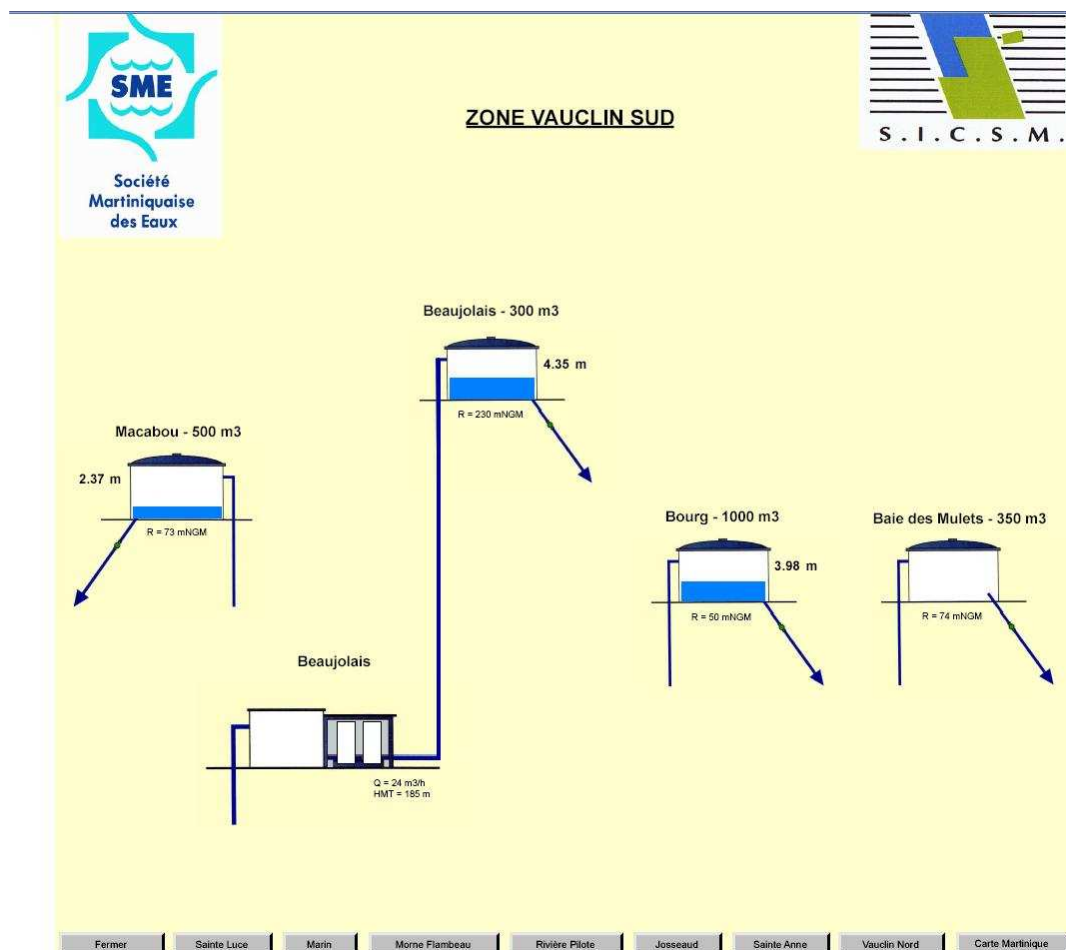 SME
Société
Martiniquaise
des Eaux
ZONE VAUCLIN SUD
S.I.C.S.M.
Beaujolais - 300 m3
4.35 m
R = 230 mNGM
Macabou - 500 m3
2.37 m
R = 73 mNGM
Bourg - 1000 m3
3.98 m
R = 50 mNGM
Baie des Mulets - 350 m3
R = 74 mNGM
Beaujolais
Q = 24 m3/h
HMT = 185 m
Fermer
Sainte Luce
Marin
Morne Flambeau
Rivière Pilote
Josseaud
Sainte Anne
Vauclin Nord
Carte Martinique